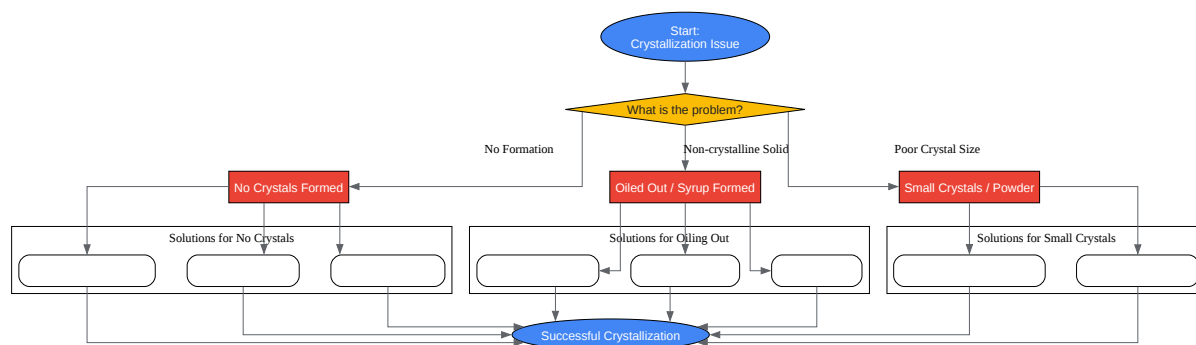 Start:
Crystallization Issue
What is the problem?
No Formation
Non-crystalline Solid
Poor Crystal Size
No Crystals Formed
Oiled Out / Syrup Formed
Small Crystals / Powder
Solutions for No Crystals
Solutions for Oiling Out
Solutions for Small Crystals
Successful Crystallization